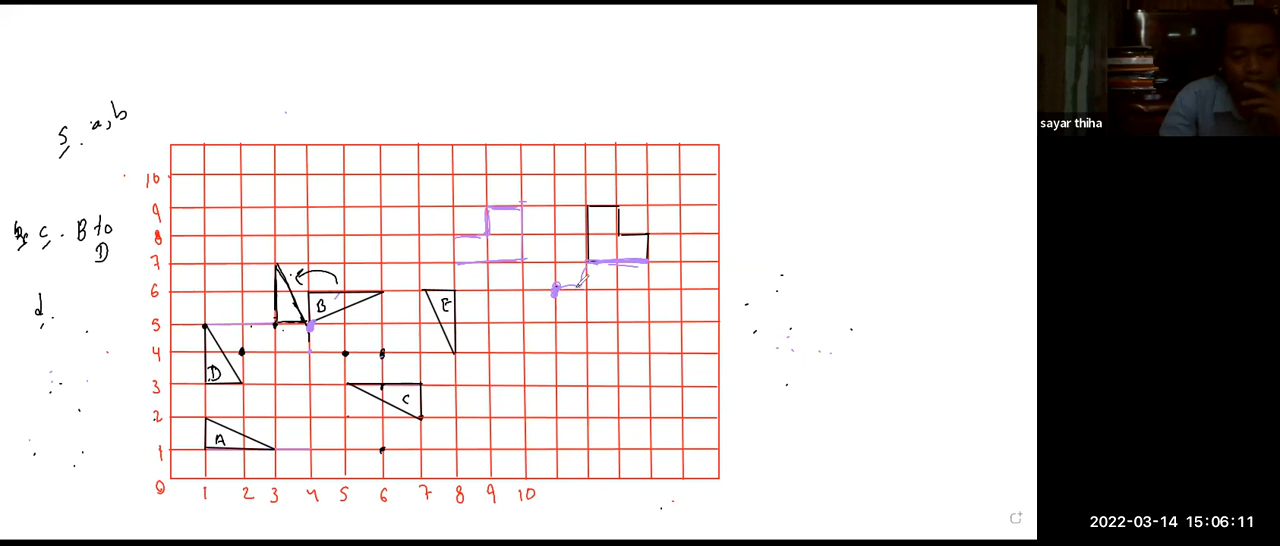 5. a, b
sayar thiha
10
9
8
c. B to
D
7
6
B
E
d.
5
4
D
3
C
2
A
1
0
1 2 3 4 5 6 7 8 9 10
2022-03-14 15:06:11